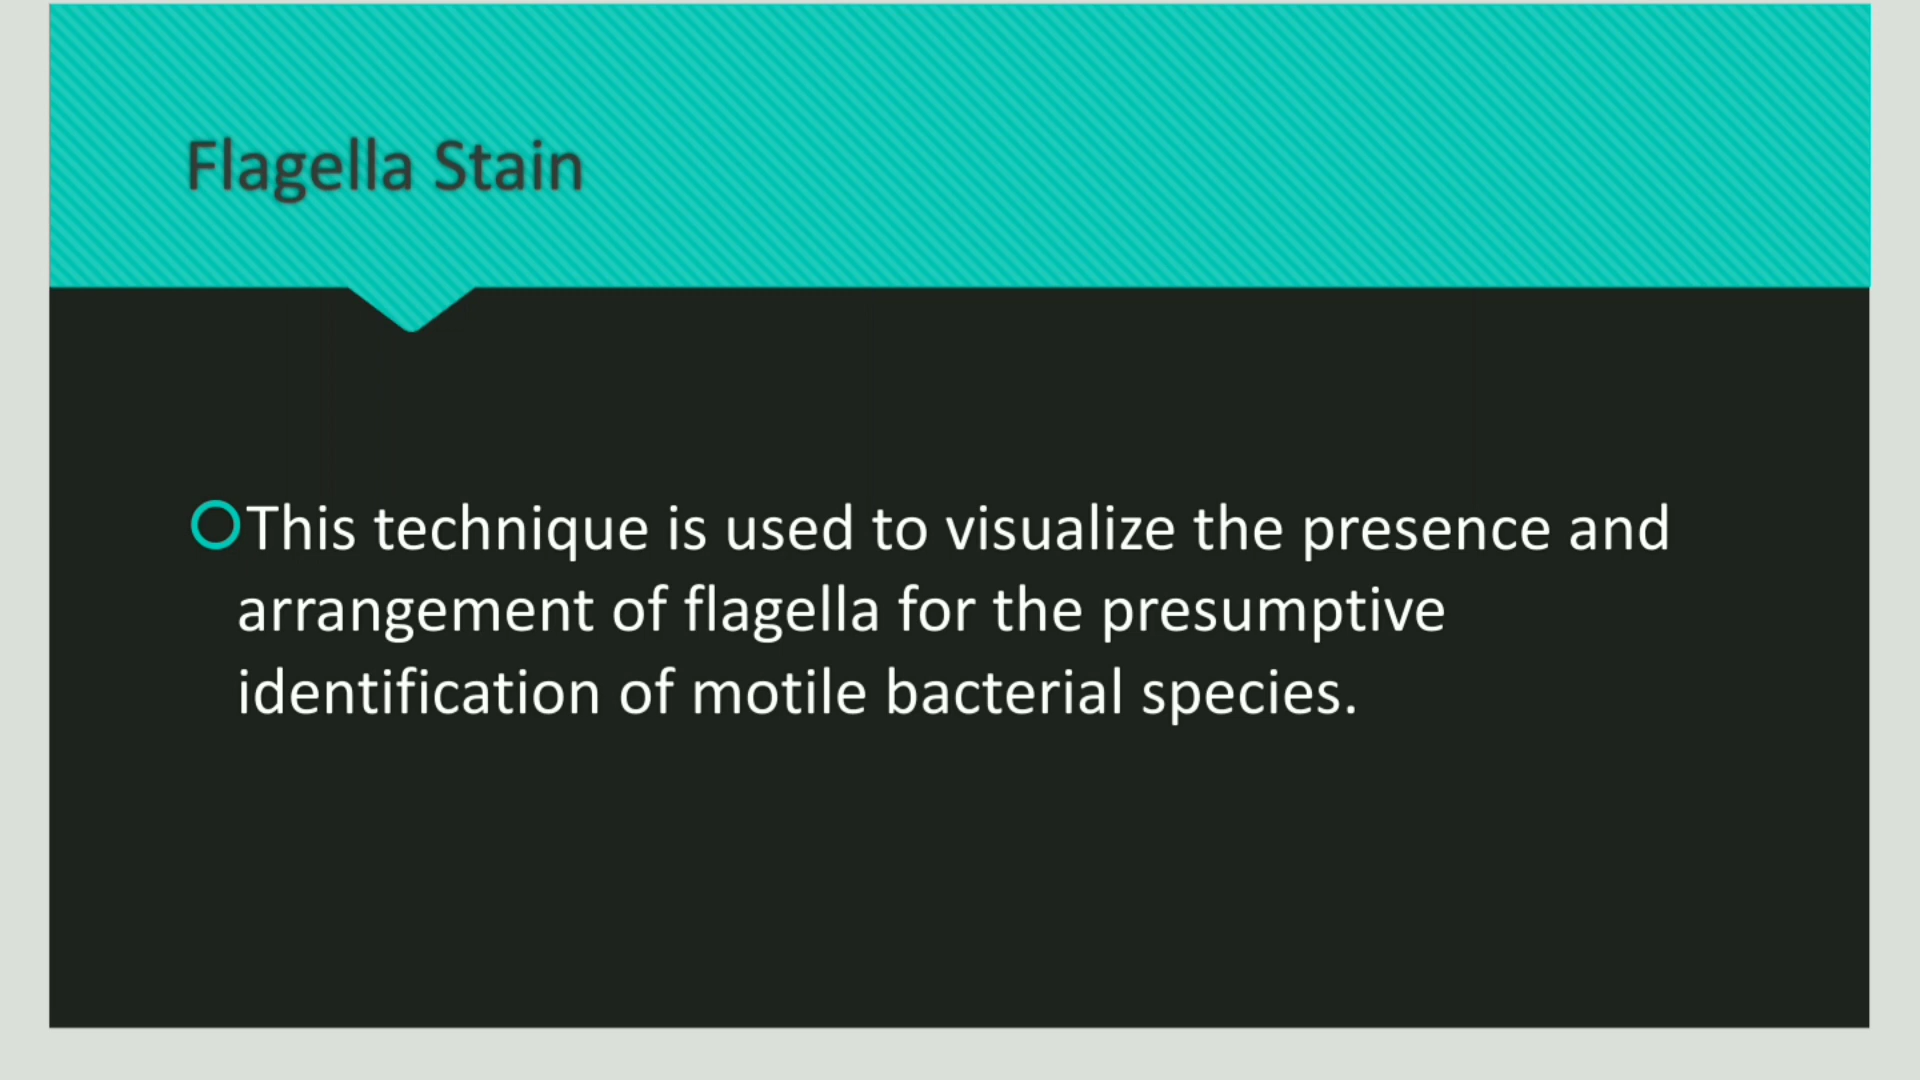 Flagella Stain
This technique is used to visualize the presence and
arrangement of flagella for the presumptive
identification of motile bacterial species.